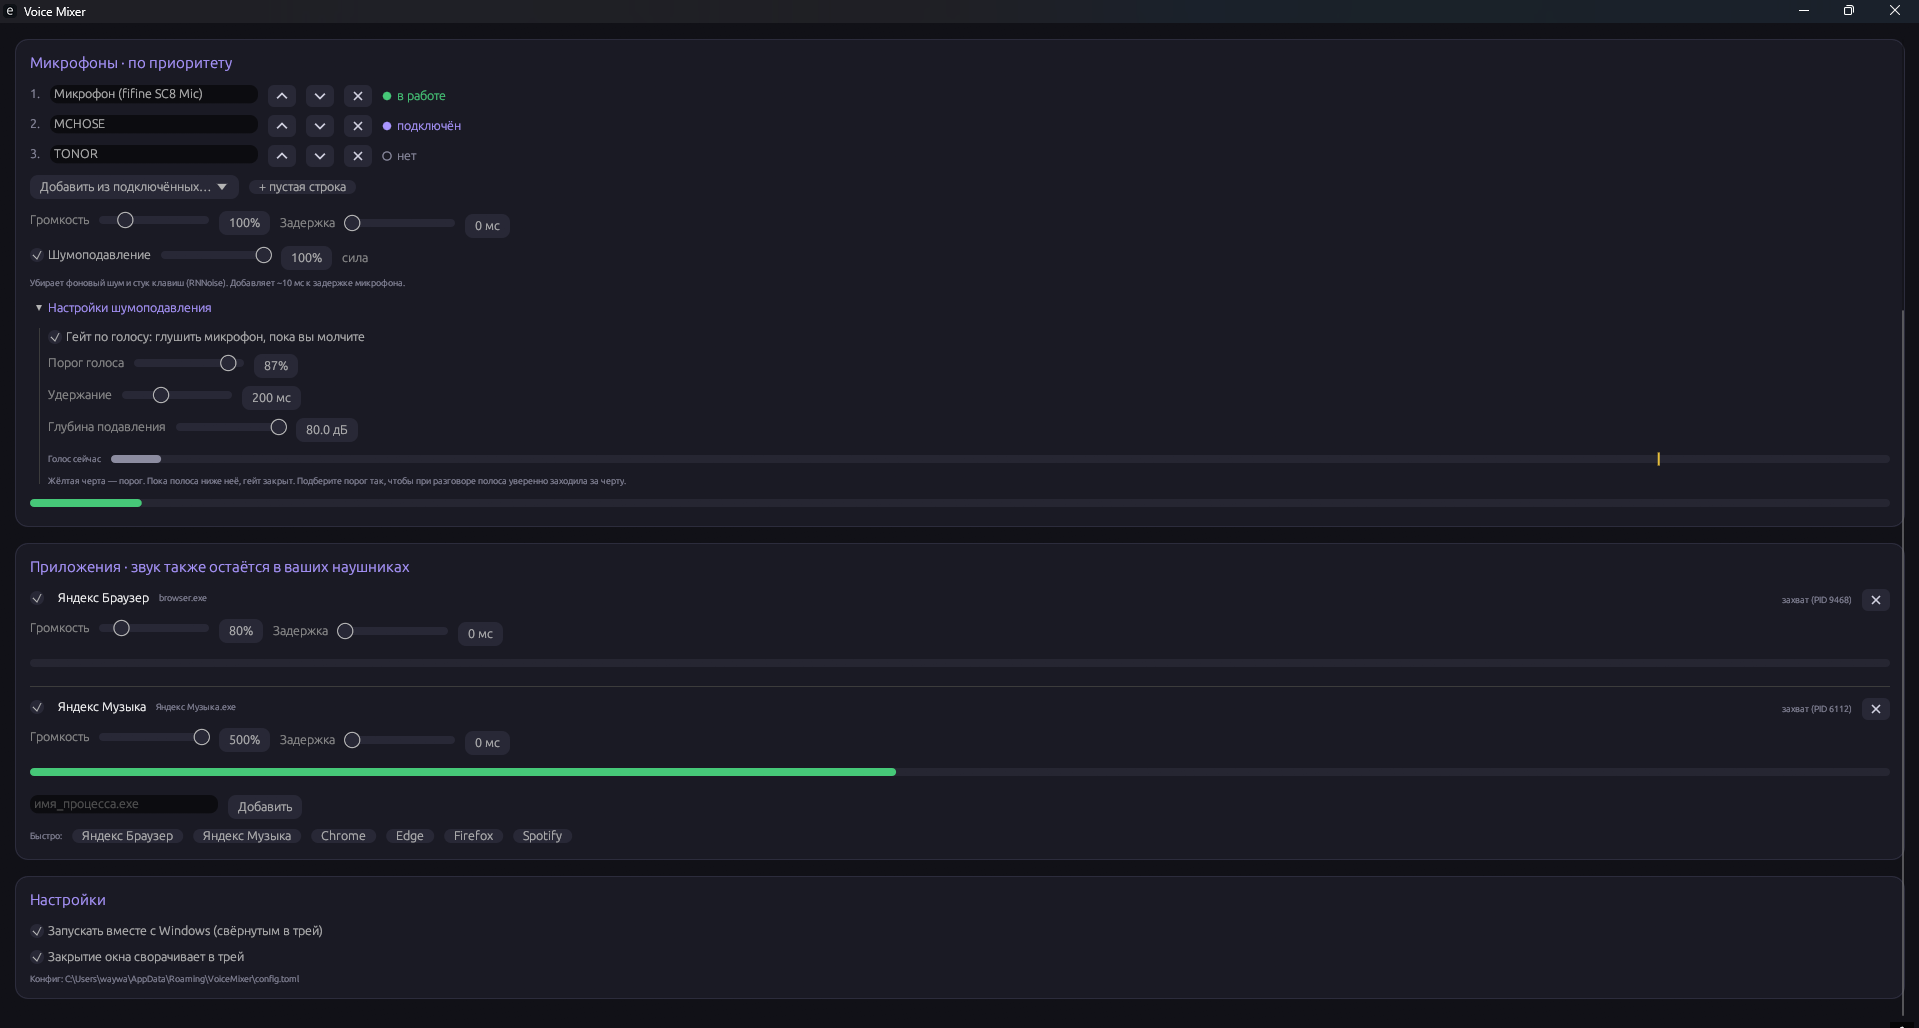 e Voice Mixer
Микрофоны · по приоритету
1. Микрофон (fifine SC8 Mic) в работе
2. MCHOSE подключён
3. TONOR нет
Добавить из подключённых... + пустая строка
Громкость 100% Задержка 0 мс
Шумоподавление 100% сила
Убирает фоновый шум и стук клавиш (RNNoise). Добавляет ~10 мс к задержке микрофона.
Настройки шумоподавления
Гейт по голосу: глушить микрофон, пока вы молчите
Порог голоса 87%
Удержание 200 мс
Глубина подавления 80.0 дБ
Голос сейчас
Жёлтая черта — порог. Пока полоса ниже неё, гейт закрыт. Подберите порог так, чтобы при разговоре полоса уверенно заходила за черту.
Приложения · звук также остаётся в ваших наушниках
Яндекс Браузер browser.exe захват (PID 9468)
Громкость 80% Задержка 0 мс
Яндекс Музыка Яндекс Музыка.exe захват (PID 6112)
Громкость 500% Задержка 0 мс
имя_процесса.exe Добавить
Быстро: Яндекс Браузер Яндекс Музыка Chrome Edge Firefox Spotify
Настройки
Запускать вместе с Windows (свёрнутым в трей)
Закрытие окна сворачивает в трей
Конфиг: C:\Users\waywa\AppData\Roaming\VoiceMixer\config.toml